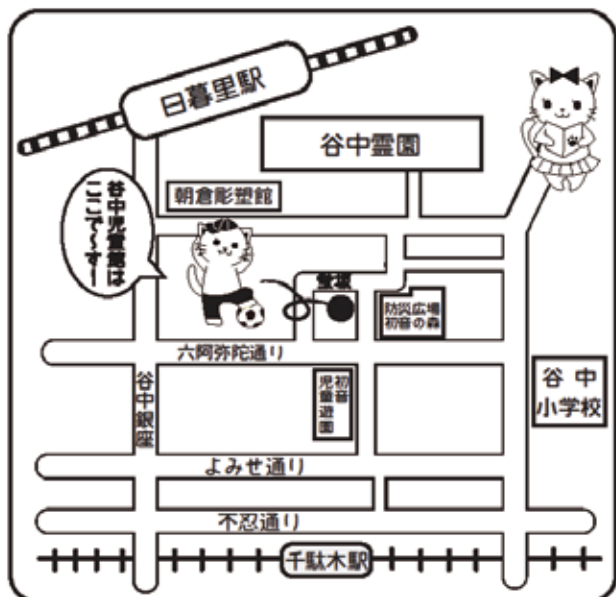 日暮里駅
谷中霊園
朝倉彫塑館
谷中児童館は
ここで〜す!
蛍坂
防災広場
初音の森
六阿弥陀通り
谷中銀座
初音
児童遊園
谷中
小学校
よみせ通り
不忍通り
千駄木駅